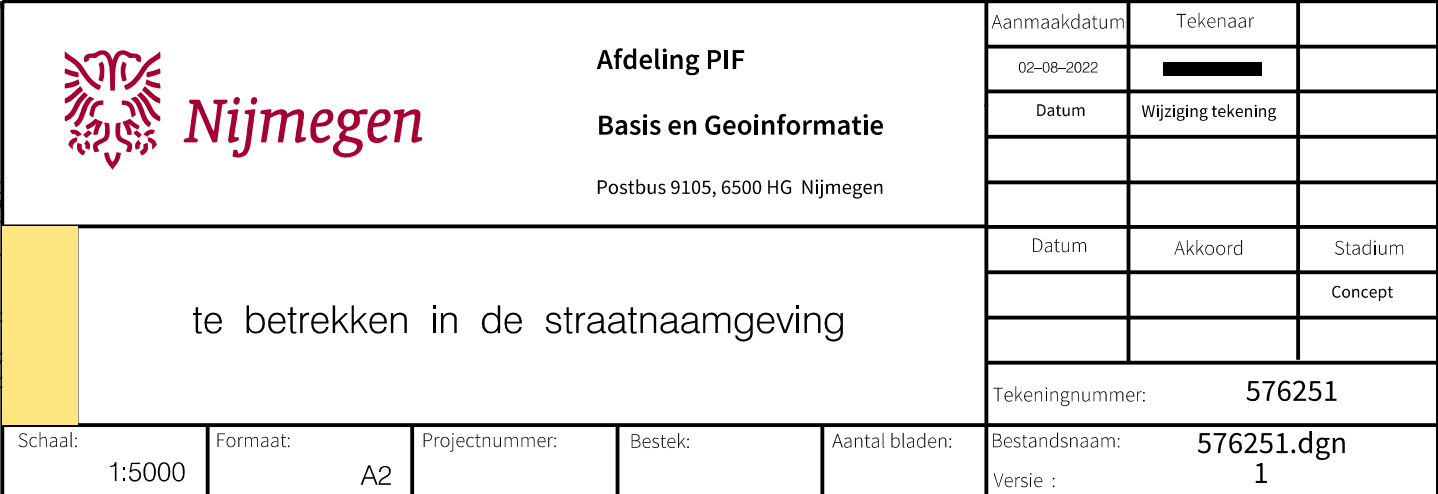 Nijmegen
Afdeling PIF
Basis en Geoinformatie
Postbus 9105, 6500 HG Nijmegen
Aanmaakdatum Tekenaar
02-08-2022
Datum Wijziging tekening
Datum Akkoord Stadium
Concept
te betrekken in de straatnaamgeving
Tekeningnummer: 576251
Schaal: Formaat: Projectnummer: Bestek: Aantal bladen: Bestandsnaam: 576251.dgn
1:5000 A2 Versie : 1